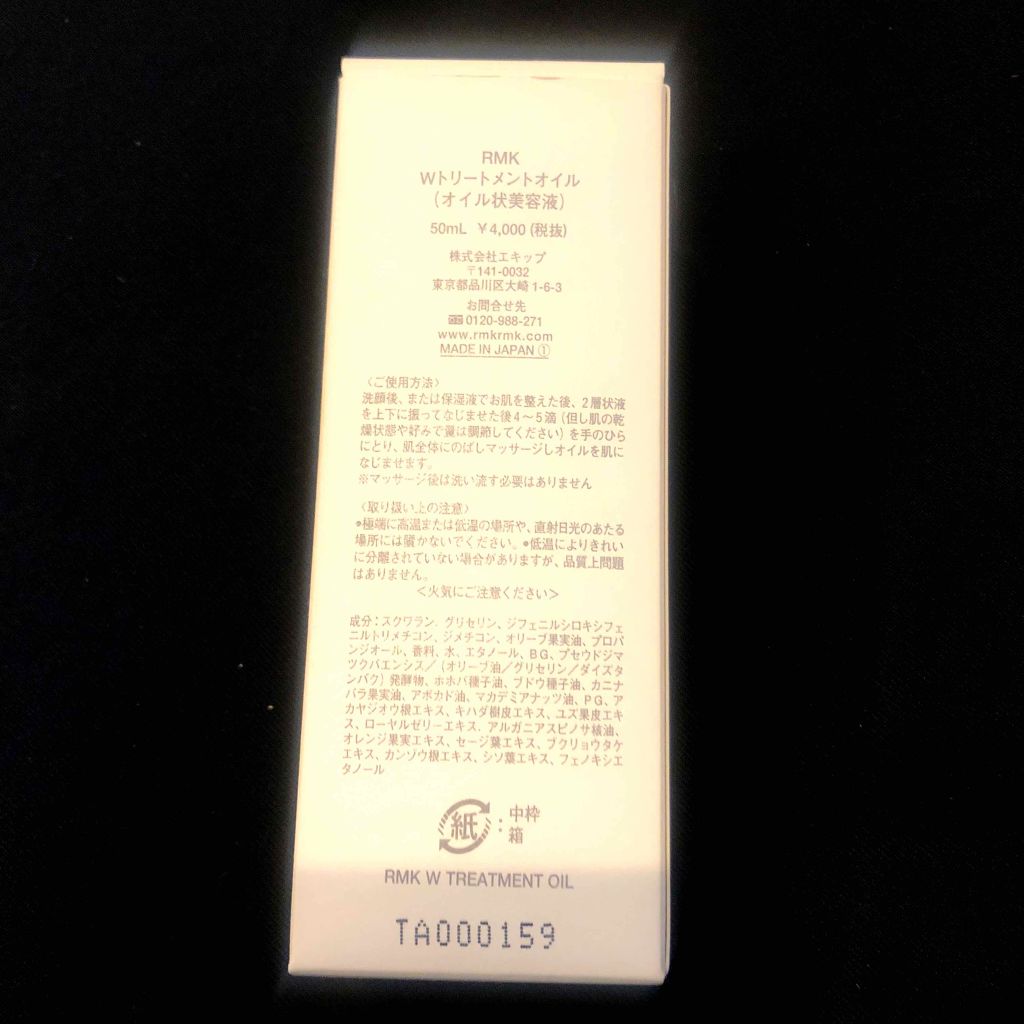 RMK
Wトリートメントオイル
(オイル状美容液)
50mL ￥4,000 (税抜)
株式会社エキップ
〒141-0032
東京都品川区大崎 1-6-3
お問合せ先
0120-988-271
www.rmkrmk.com
MADE IN JAPAN ①
〈ご使用方法〉
洗顔後、または保湿液でお肌を整えた後、2層状液
を上下に振ってなじませた後4～5滴 (但し肌の乾
燥状態や好みで量は調節してください) を手のひら
にとり、肌全体にのばしマッサージしオイルを肌に
なじませます。
※マッサージ後は洗い流す必要はありません
〈取り扱い上の注意〉
●極端に高温または低温の場所や、直射日光のあたる
場所には置かないでください。●低温によりきれい
に分離されていない場合がありますが、品質上問題
はありません。
＜火気にご注意ください＞
成分：スクワラン、グリセリン、ジフェニルシロキシフェ
ニルトリメチコン、ジメチコン、オリーブ果実油、プロパ
ンジオール、香料、水、エタノール、BG、プセウドジマ
ツクバエンシス／(オリーブ油／グリセリン／ダイズタ
ンパク) 発酵物、ホホバ種子油、ブドウ種子油、カニナ
バラ果実油、アボカド油、マカデミアナッツ油、PG、ア
カヤジオウ根エキス、キハダ樹皮エキス、ユズ果皮エキ
ス、ローヤルゼリーエキス、アルガニアスピノサ核油、
オレンジ果実エキス、セージ葉エキス、ブクリョウタケ
エキス、カンゾウ根エキス、シソ葉エキス、フェノキシエ
タノール
紙：中枠
箱
RMK W TREATMENT OIL
TA000159